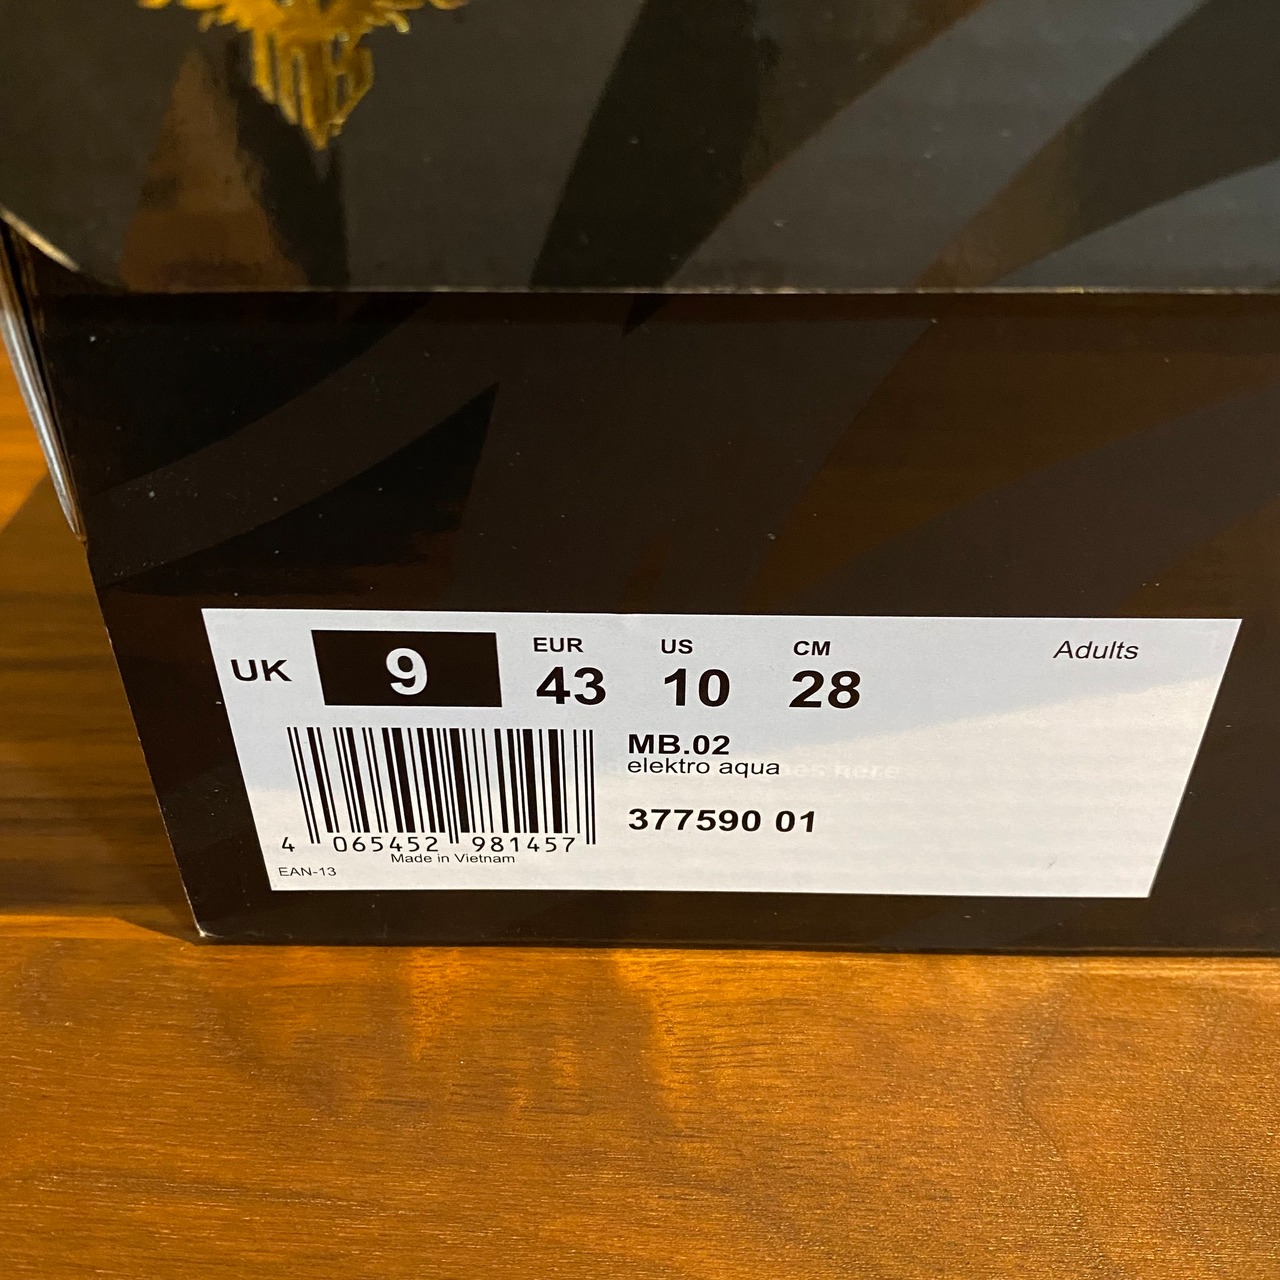 UK 9 EUR 43 US 10 CM 28 Adults
MB.02
elektro aqua
377590 01
4 065452 981457
Made in Vietnam
EAN-13